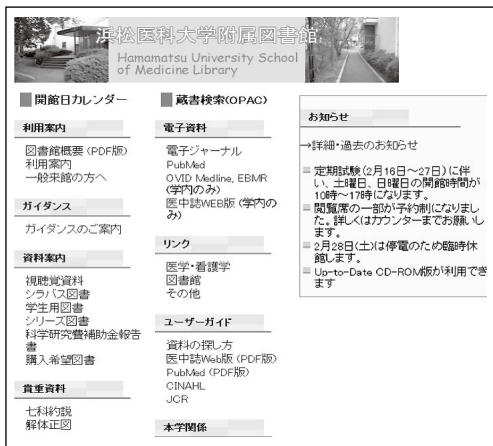 浜松医科大学附属図書館
Hamamatsu University School
of Medicine Library
開館日カレンダー
利用案内
図書館概要 (PDF版)
利用案内
一般来館の方へ
ガイダンス
ガイダンスのご案内
資料案内
視聴覚資料
シラバス図書
学生用図書
シリーズ図書
科学研究費補助金報告
書
購入希望図書
貴重資料
七科約説
解体正図
蔵書検索(OPAC)
電子資料
電子ジャーナル
PubMed
OVID Medline, EBMR
(学内のみ)
医中誌WEB版 (学内の
み)
リンク
医学・看護学
図書館
その他
ユーザーガイド
資料の探し方
医中誌Web版 (PDF版)
PubMed (PDF版)
CINAHL
JCR
本学関係
お知らせ
→詳細・過去のお知らせ
定期試験(2月16日～27日)に伴
い、土曜日、日曜日の開館時間が
10時～17時になります。
閲覧席の一部が予約制になりまし
た。詳しくはカウンターまでお願いし
ます。
2月28日(土)は停電のため臨時休
館します。
Up-to-Date CD-ROM版が利用でき
ます